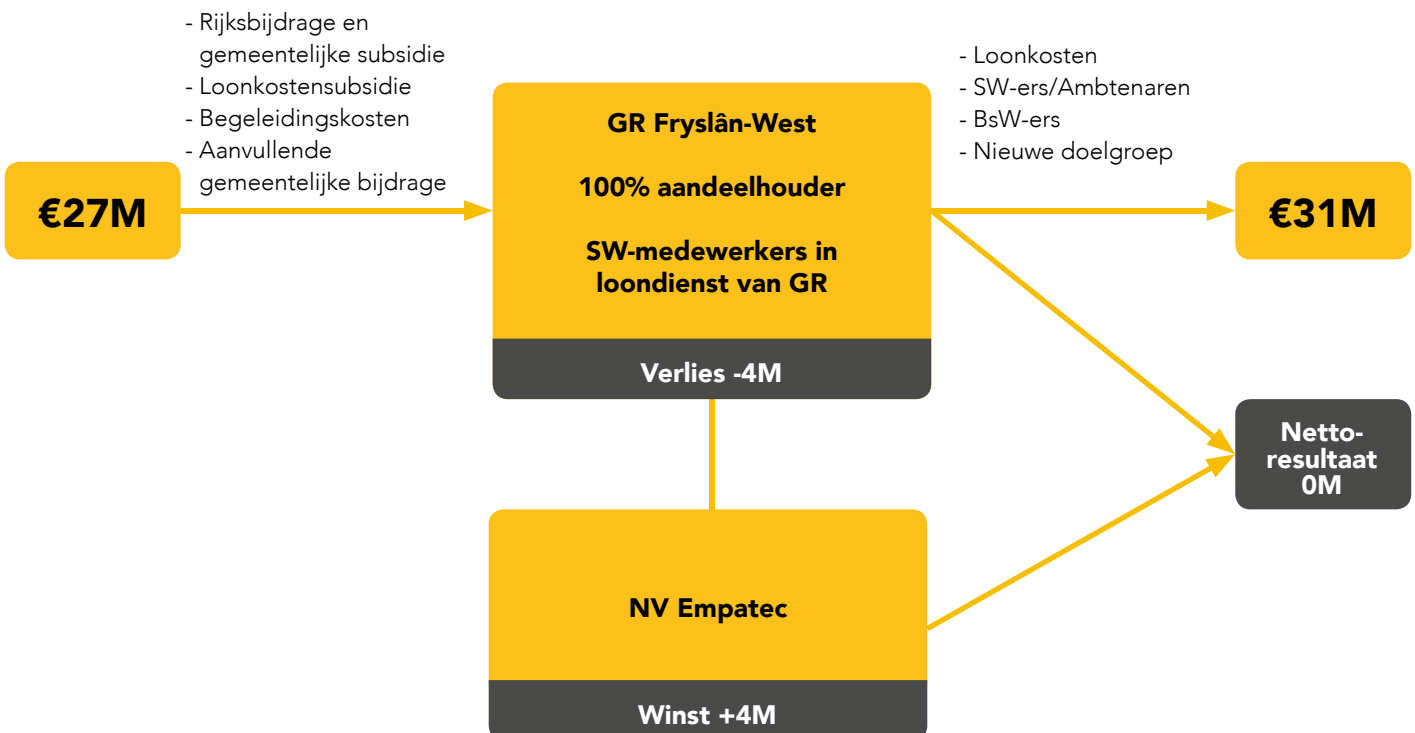 - Rijksbijdrage en
gemeentelijke subsidie
- Loonkostensubsidie
- Begeleidingskosten
- Aanvullende
gemeentelijke bijdrage
€27M
GR Fryslân-West
100% aandeelhouder
SW-medewerkers in
loondienst van GR
Verlies -4M
- Loonkosten
- SW-ers/Ambtenaren
- BsW-ers
- Nieuwe doelgroep
€31M
Netto-
resultaat
0M
NV Empatec
Winst +4M